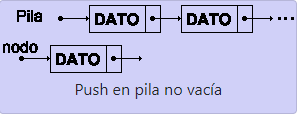 Pila DATO DATO ...
nodo
DATO
Push en pila no vacía